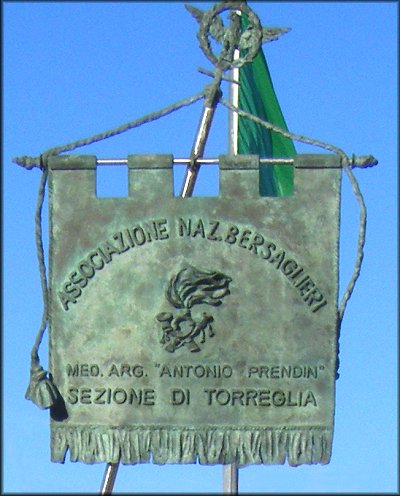 ASSOCIAZIONE NAZ. BERSAGLIERI
MED. ARG. "ANTONIO PRENDIN"
SEZIONE DI TORREGLIA